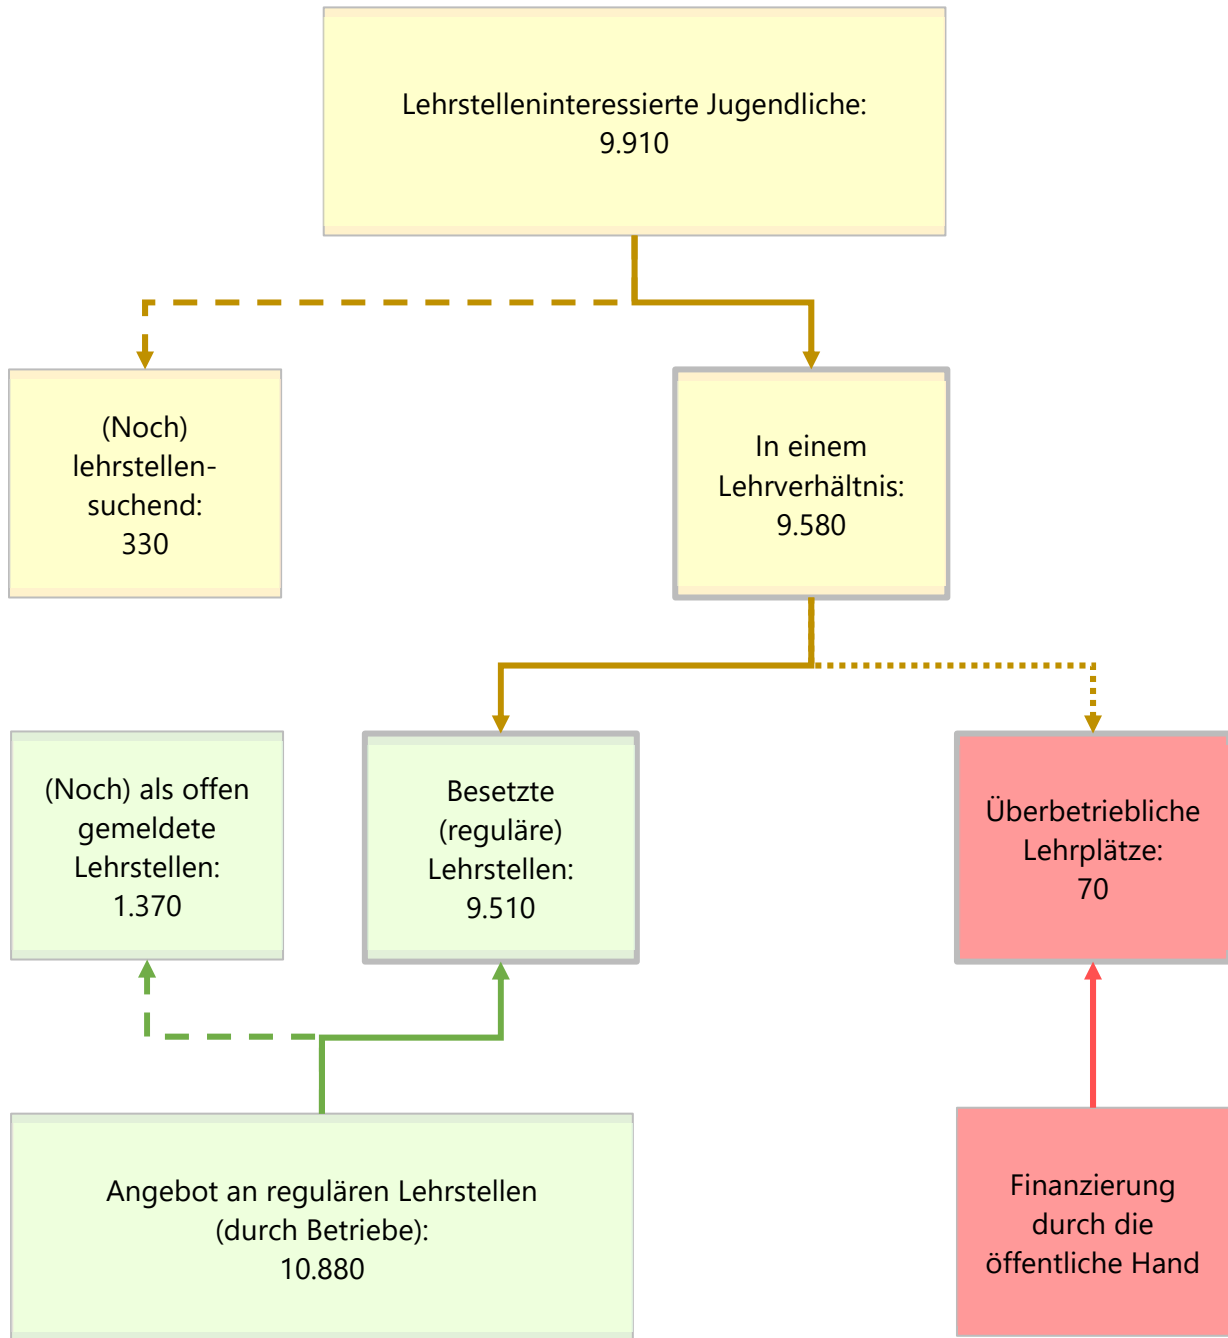 Lehrstelleninteressierte Jugendliche:
9.910
(Noch)
lehrstellen-
suchend:
330
In einem
Lehrverhältnis:
9.580
(Noch) als offen
gemeldete
Lehrstellen:
1.370
Besetzte
(reguläre)
Lehrstellen:
9.510
Überbetriebliche
Lehrplätze:
70
Angebot an regulären Lehrstellen
(durch Betriebe):
10.880
Finanzierung
durch die
öffentliche Hand